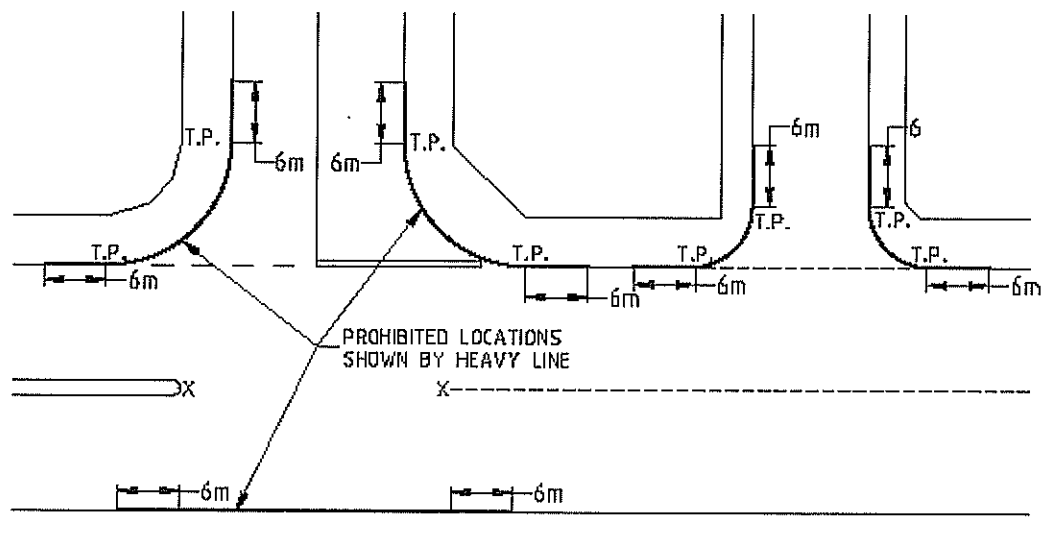 6m
6
T.P.
T.P.
6m
6m
T.P.
T.P.
T.P.
T.P.
T.P.
T.P.
6m
6m
6m
6m
PROHIBITED LOCATIONS
SHOWN BY HEAVY LINE
X
X
6m
6m